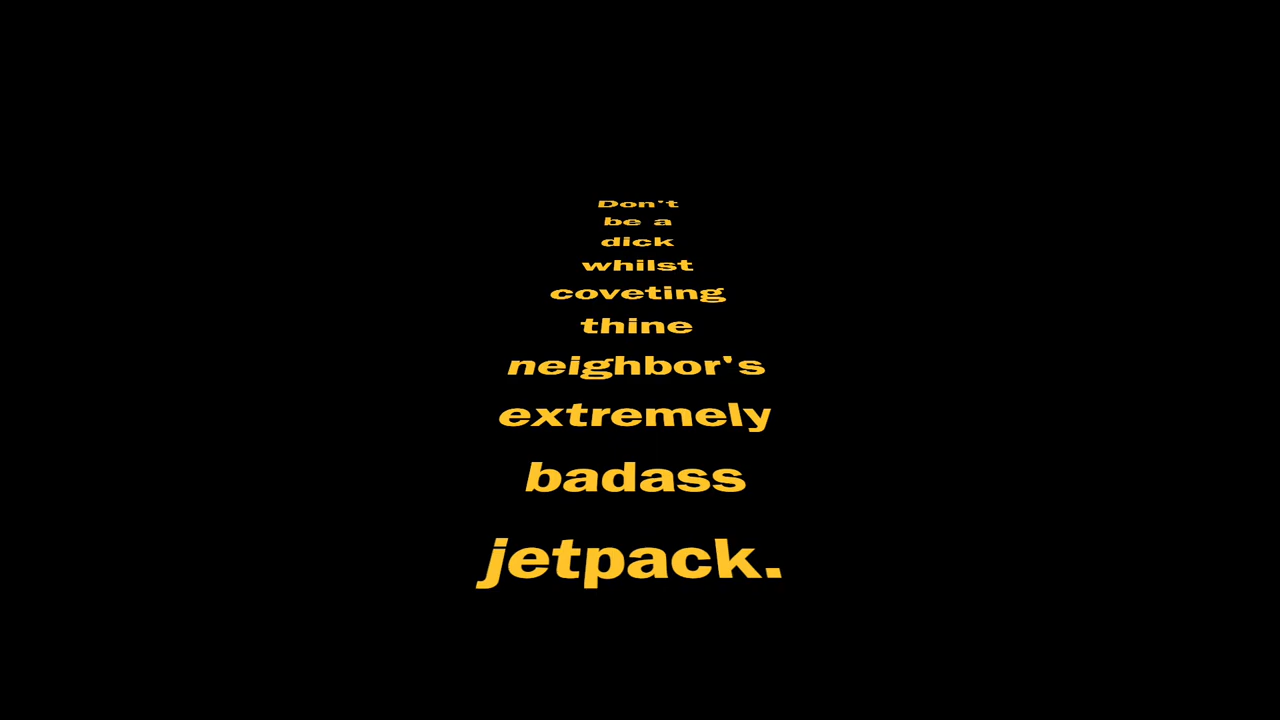 Don't
be a
dick
whilst
coveting
thine
neighbor's
extremely
badass
jetpack.